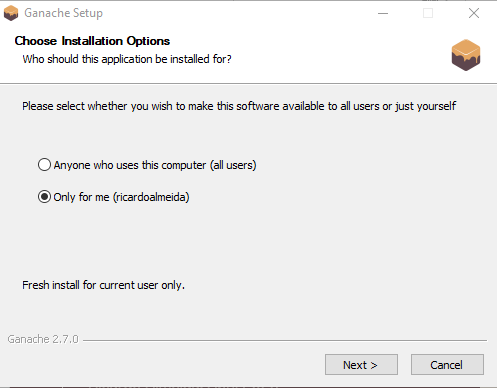 Ganache Setup
Choose Installation Options
Who should this application be installed for?
Please select whether you wish to make this software available to all users or just yourself
Anyone who uses this computer (all users)
Only for me (ricardoalmeida)
Fresh install for current user only.
Ganache 2.7.0
Next >
Cancel